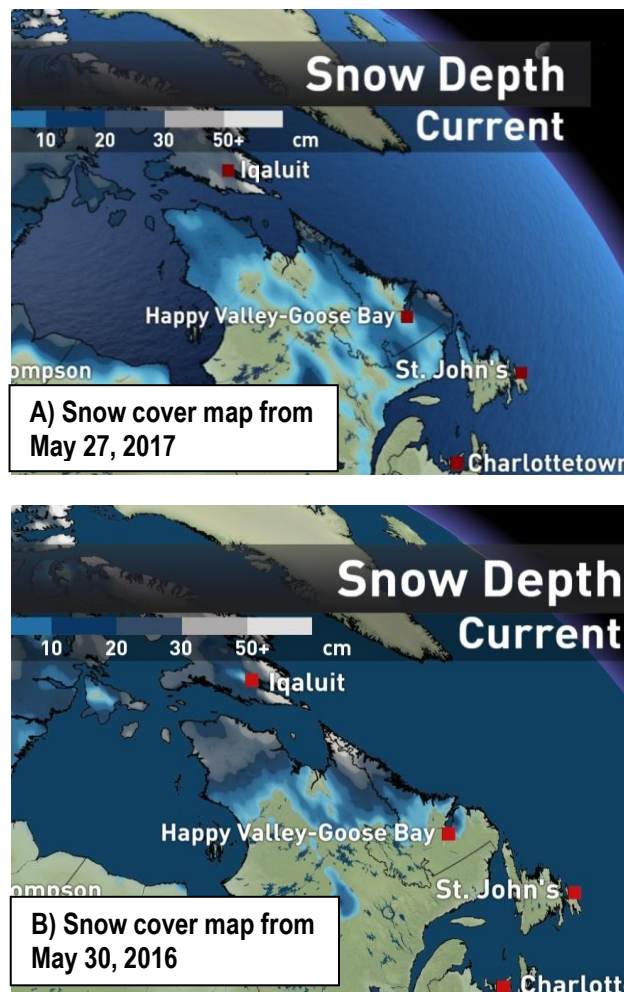 Snow Depth
Current
10 20 30 50+ cm
Iqaluit
Happy Valley-Goose Bay
ompson
St. John's
A) Snow cover map from
May 27, 2017
Charlottetown
Snow Depth
Current
10 20 30 50+ cm
Iqaluit
Happy Valley-Goose Bay
ompson
St. John's
B) Snow cover map from
May 30, 2016
Charlott